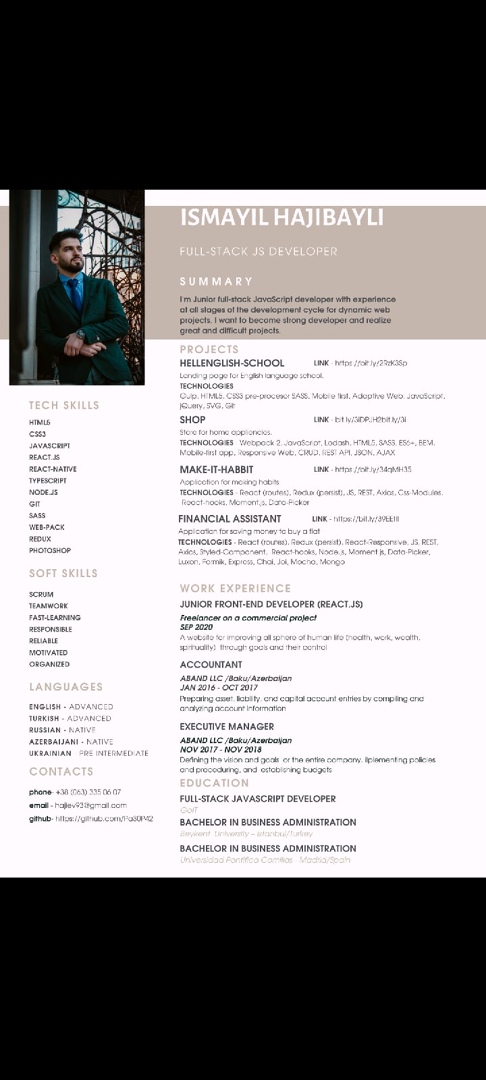 ISMAYIL HAJIBAYLI
FULL-STACK JS DEVELOPER
SUMMARY
I'm Junior full-stack JavaScript developer with experience
at all stages of the development cycle for dynamic web
projects. I want to become strong developer and realize
great and difficult projects.
TECH SKILLS
HTML5
CSS3
JAVASCRIPT
REACT.JS
REACT-NATIVE
TYPESCRIPT
NODE.JS
GIT
SASS
WEB-PACK
REDUX
PHOTOSHOP
SOFT SKILLS
SCRUM
TEAMWORK
FAST-LEARNING
RESPONSIBLE
RELIABLE
MOTIVATED
ORGANIZED
LANGUAGES
ENGLISH - ADVANCED
TURKISH - ADVANCED
RUSSIAN - NATIVE
AZERBAIJANI - NATIVE
UKRAINIAN PRE INTERMEDIATE
CONTACTS
phone- +38 (063) 335 06 07
email - hajiev93@gmail.com
github- https://github.com/Pa30P42
PROJECTS
HELLENGLISH-SCHOOL LINK - https://bit.ly/2RzK3Sp
Landing page for English language school.
TECHNOLOGIES
Gulp, HTML5, CSS3 pre-procesor SASS, Mobile first, Adaptive Web, JavaScript,
jQuery, SVG, Git
SHOP LINK - bit.ly/3iDPJH2bit.ly/3i
Store for home appliencies.
TECHNOLOGIES Webpack 2, JavaScript, Lodash, HTML5, SASS, ES6+, BEM,
Mobile-first app, Responsive Web, CRUD, REST API, JSON, AJAX
MAKE-IT-HABBIT LINK - https://bit.ly/34qMH35
Application for making habits
TECHNOLOGIES - React (routes), Redux (persist), JS, REST, Axios, Css-Modules,
React-hooks, Moment.js, Data-Picker
FINANCIAL ASSISTANT LINK - https://bit.ly/
Application for saving money to buy a flat
TECHNOLOGIES - React (routes), Redux (persist), React-Responsive, JS, REST,
Axios, Styled-Component, React-hooks, Node.js, Moment js, Data-Picker,
Luxon, Formik, Express, Chai, Joi, Mocha, Mongo
WORK EXPERIENCE
JUNIOR FRONT-END DEVELOPER (REACT.JS)
Freelancer on a commercial project
SEP 2020
A website for improving all sphere of human life (health, work, wealth,
spirituality) through goals and their control
ACCOUNTANT
ABAND LLC /Baku/Azerbaijan
JAN 2016 - OCT 2017
Preparing asset, liability, and capital account entries by compiling and
analyzing account information
EXECUTIVE MANAGER
ABAND LLC /Baku/Azerbaijan
NOV 2017 - NOV 2018
Defining the vision and goals or the entire company. Iiplementing policies
and proceduring, and establishing budgets
EDUCATION
FULL-STACK JAVASCRIPT DEVELOPER
GoIT
BACHELOR IN BUSINESS ADMINISTRATION
Beykent University – Istanbul/Turkey
BACHELOR IN BUSINESS ADMINISTRATION
Universidad Pontifica Comillas - Madrid/Spain